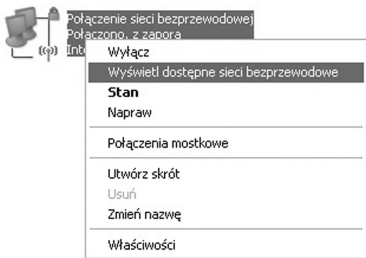 Połączenie sieci bezprzewodowej
Połączono, z zaporą
Wyłącz
Wyświetl dostępne sieci bezprzewodowe
Stan
Napraw
Połączenia mostkowe
Utwórz skrót
Usuń
Zmień nazwę
Właściwości